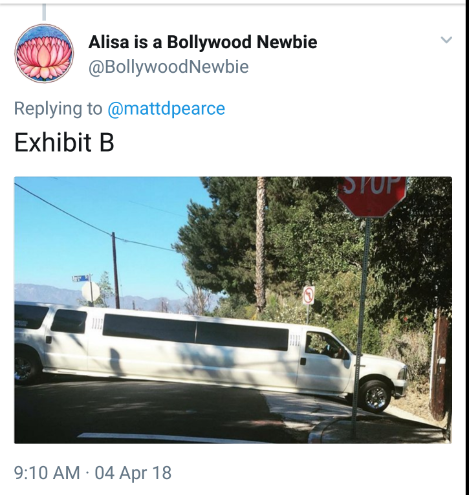 Alisa is a Bollywood Newbie
@BollywoodNewbie
Replying to @mattdpearce
Exhibit B
STOP
9:10 AM · 04 Apr 18